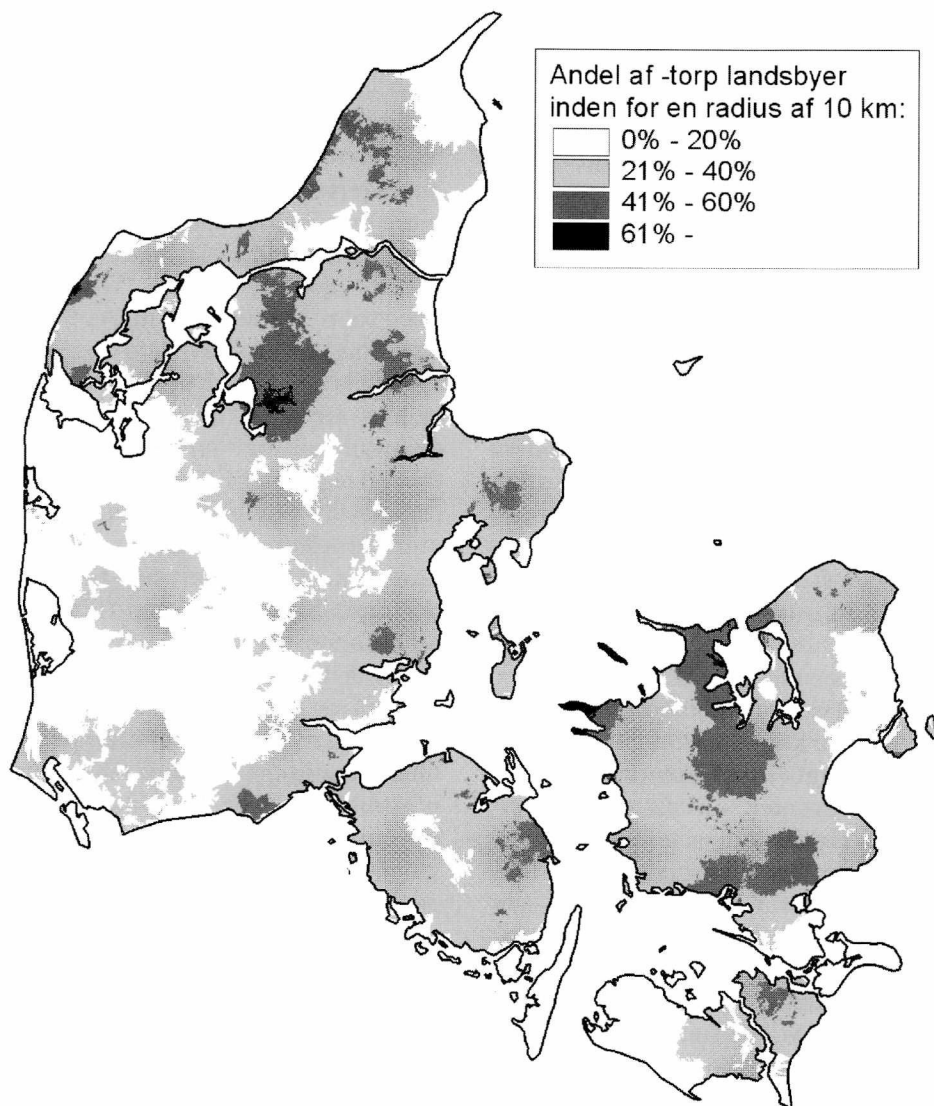 Andel af -torp landsbyer
inden for en radius af 10 km:
0% - 20%
21% - 40%
41% - 60%
61% -